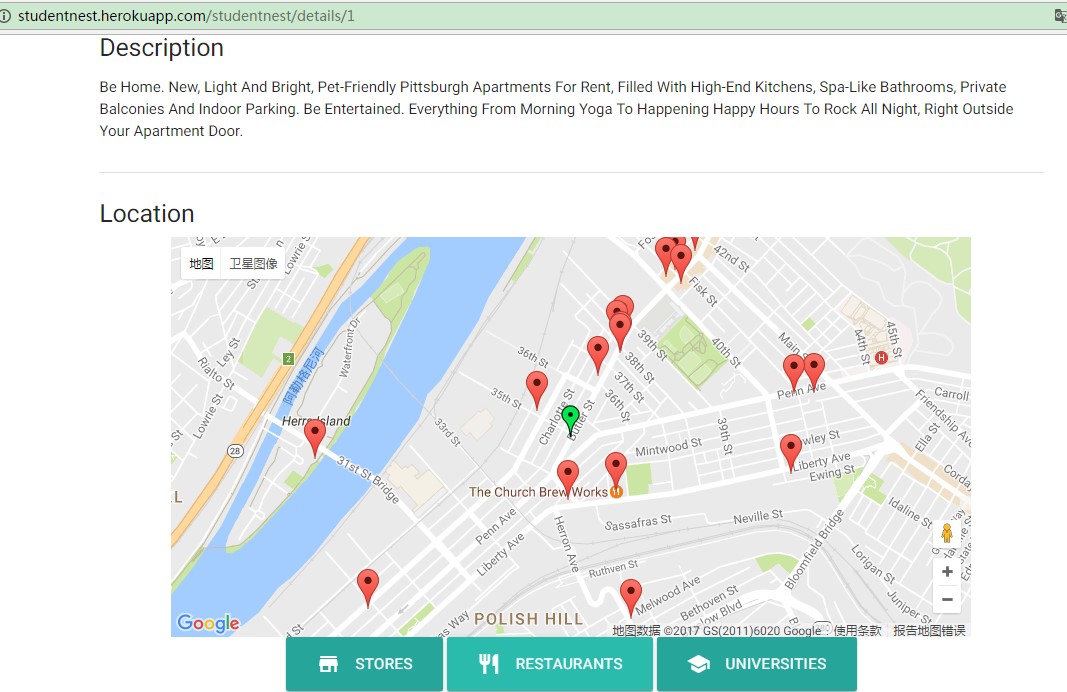 studentnest.herokuapp.com/studentnest/details/1
Description
Be Home. New, Light And Bright, Pet-Friendly Pittsburgh Apartments For Rent, Filled With High-End Kitchens, Spa-Like Bathrooms, Private
Balconies And Indoor Parking. Be Entertained. Everything From Morning Yoga To Happening Happy Hours To Rock All Night, Right Outside
Your Apartment Door.
Location
地图 卫星图像
Lowrie St
42nd St
Fisk St
Ley St
Rialto St
Lowrie St
Waterfront Dr
2
阿勒格尼河
28
31st St Bridge
33rd St
35th St
36th St
Charlotte St
Butler St
36th St
37th St
38th St
39th St
40th St
Main
44th St
45th St
H
Penn Ave
Carroll
Friendship Av
Ella St
Mintwood St
39th St
Liberty Ave
Ewing St
The Church Brew Works
Sassafras St
Neville St
Idaline St
Penn Ave
Liberty Ave
Herron Ave
Ruthven St
Melwood Ave
Bethoven St
Bloomfield Bridge
Lorigan St
Juniper St
POLISH HILL
Google
地图数据 ©2017 GS(2011)6020 Google 使用条款 报告地图错误
STORES
RESTAURANTS
UNIVERSITIES